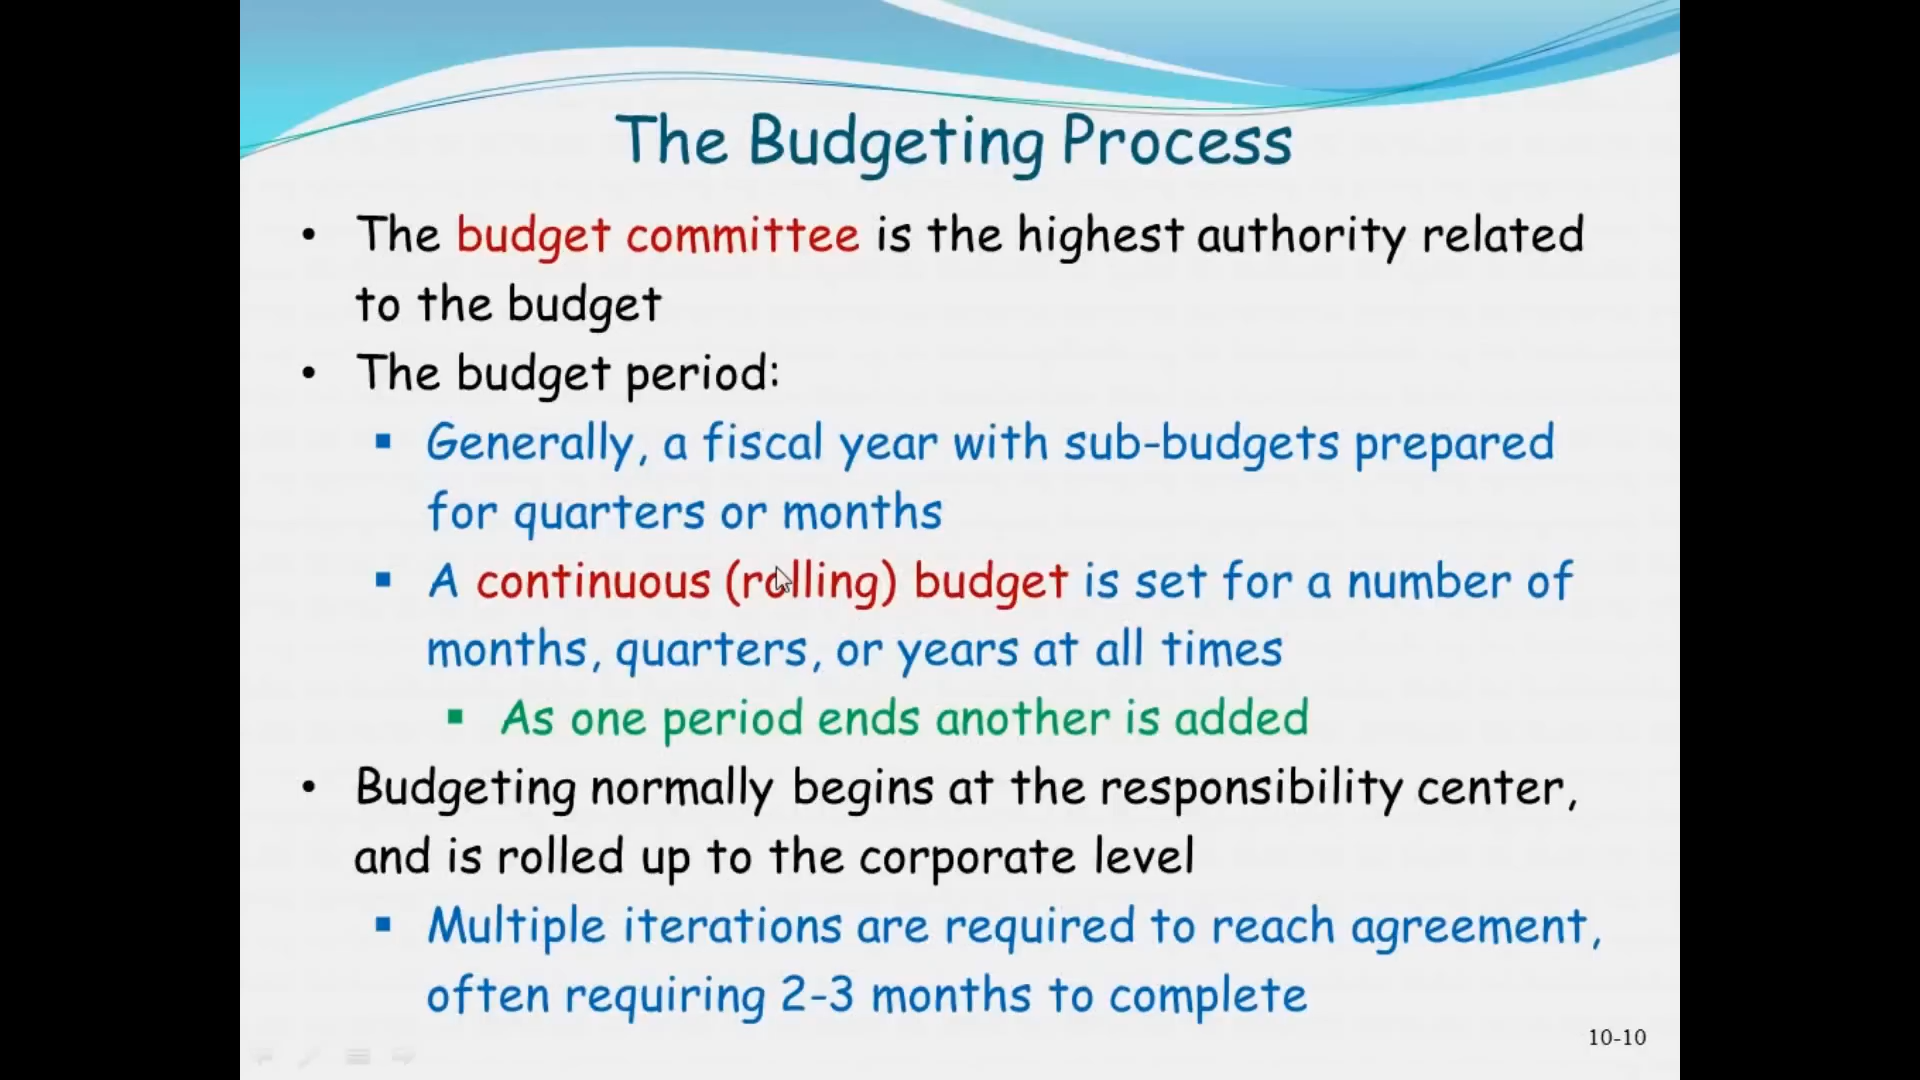 The Budgeting Process
• The budget committee is the highest authority related
to the budget
• The budget period:
▪ Generally, a fiscal year with sub-budgets prepared
for quarters or months
▪ A continuous (rolling) budget is set for a number of
months, quarters, or years at all times
▪ As one period ends another is added
• Budgeting normally begins at the responsibility center,
and is rolled up to the corporate level
▪ Multiple iterations are required to reach agreement,
often requiring 2-3 months to complete
10-10